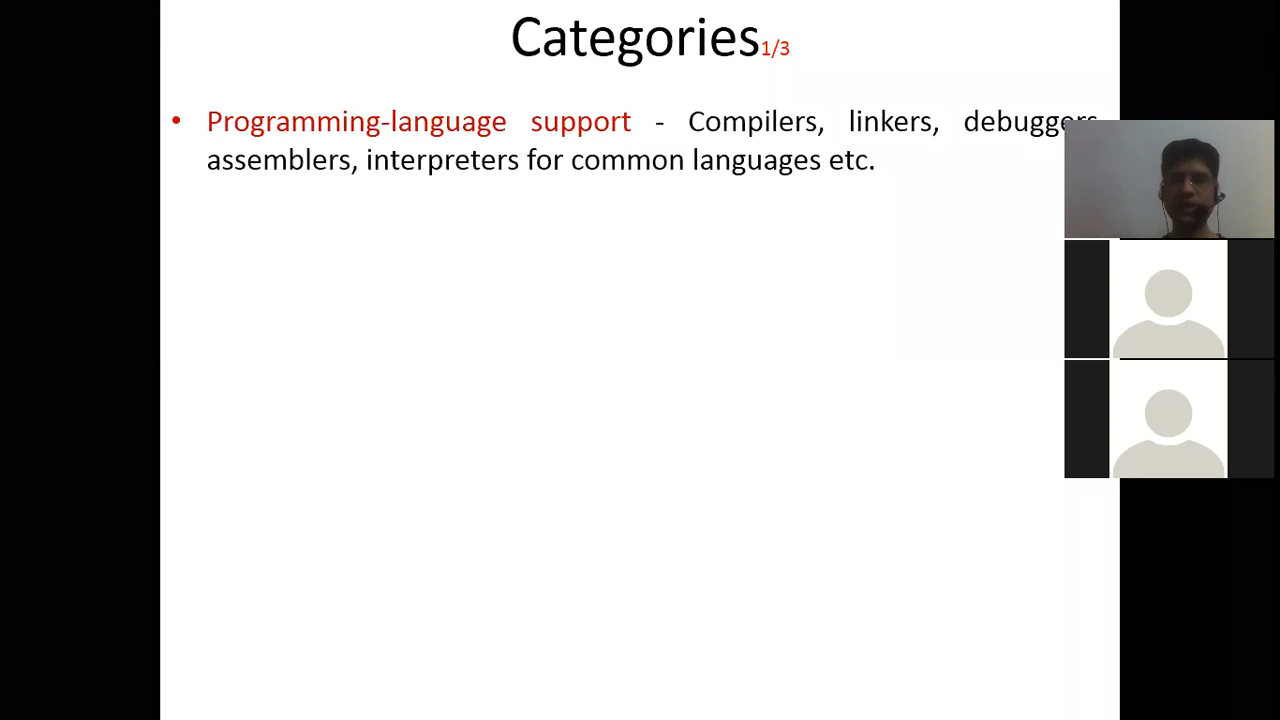 Categories1/3
• Programming-language support - Compilers, linkers, debuggers
assemblers, interpreters for common languages etc.